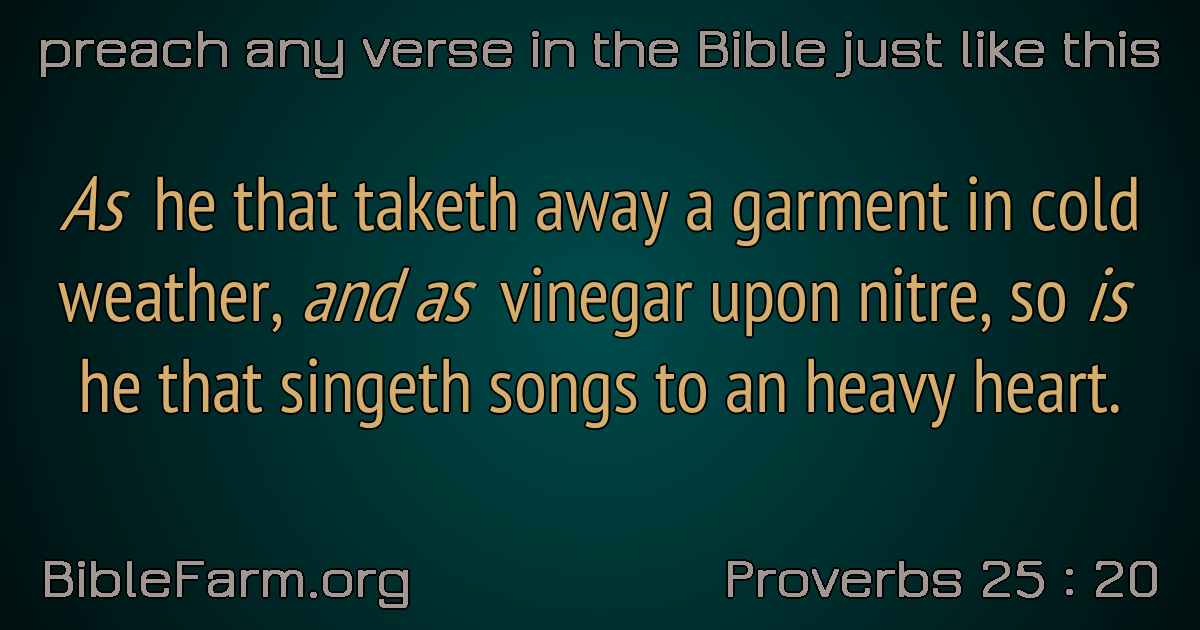 preach any verse in the Bible just like this
As he that taketh away a garment in cold
weather, and as vinegar upon nitre, so is
he that singeth songs to an heavy heart.
BibleFarm.org
Proverbs 25 : 20